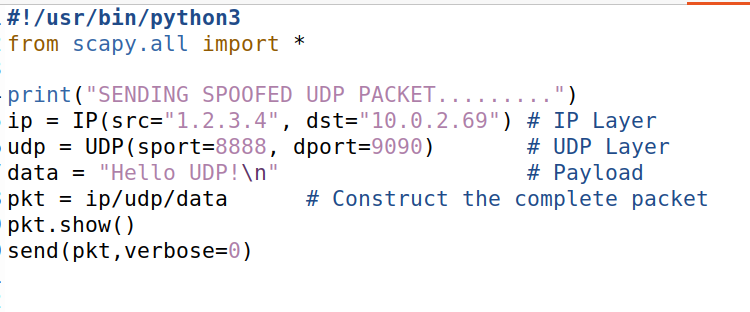 #!/usr/bin/python3
from scapy.all import *
print("SENDING SPOOFED UDP PACKET.........")
ip = IP(src="1.2.3.4", dst="10.0.2.69") # IP Layer
udp = UDP(sport=8888, dport=9090)       # UDP Layer
data = "Hello UDP!\n"                   # Payload
pkt = ip/udp/data      # Construct the complete packet
pkt.show()
send(pkt,verbose=0)